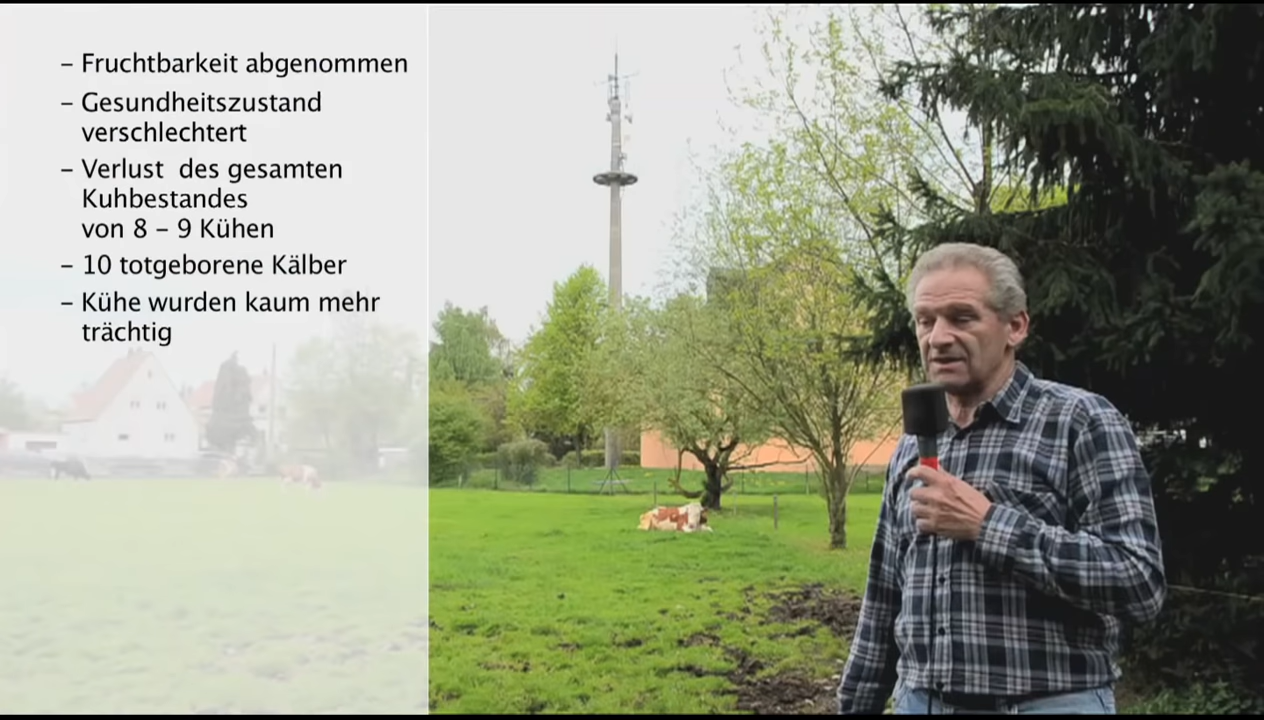 – Fruchtbarkeit abgenommen
– Gesundheitszustand
verschlechtert
– Verlust des gesamten
Kuhbestandes
von 8 – 9 Kühen
– 10 totgeborene Kälber
– Kühe wurden kaum mehr
trächtig